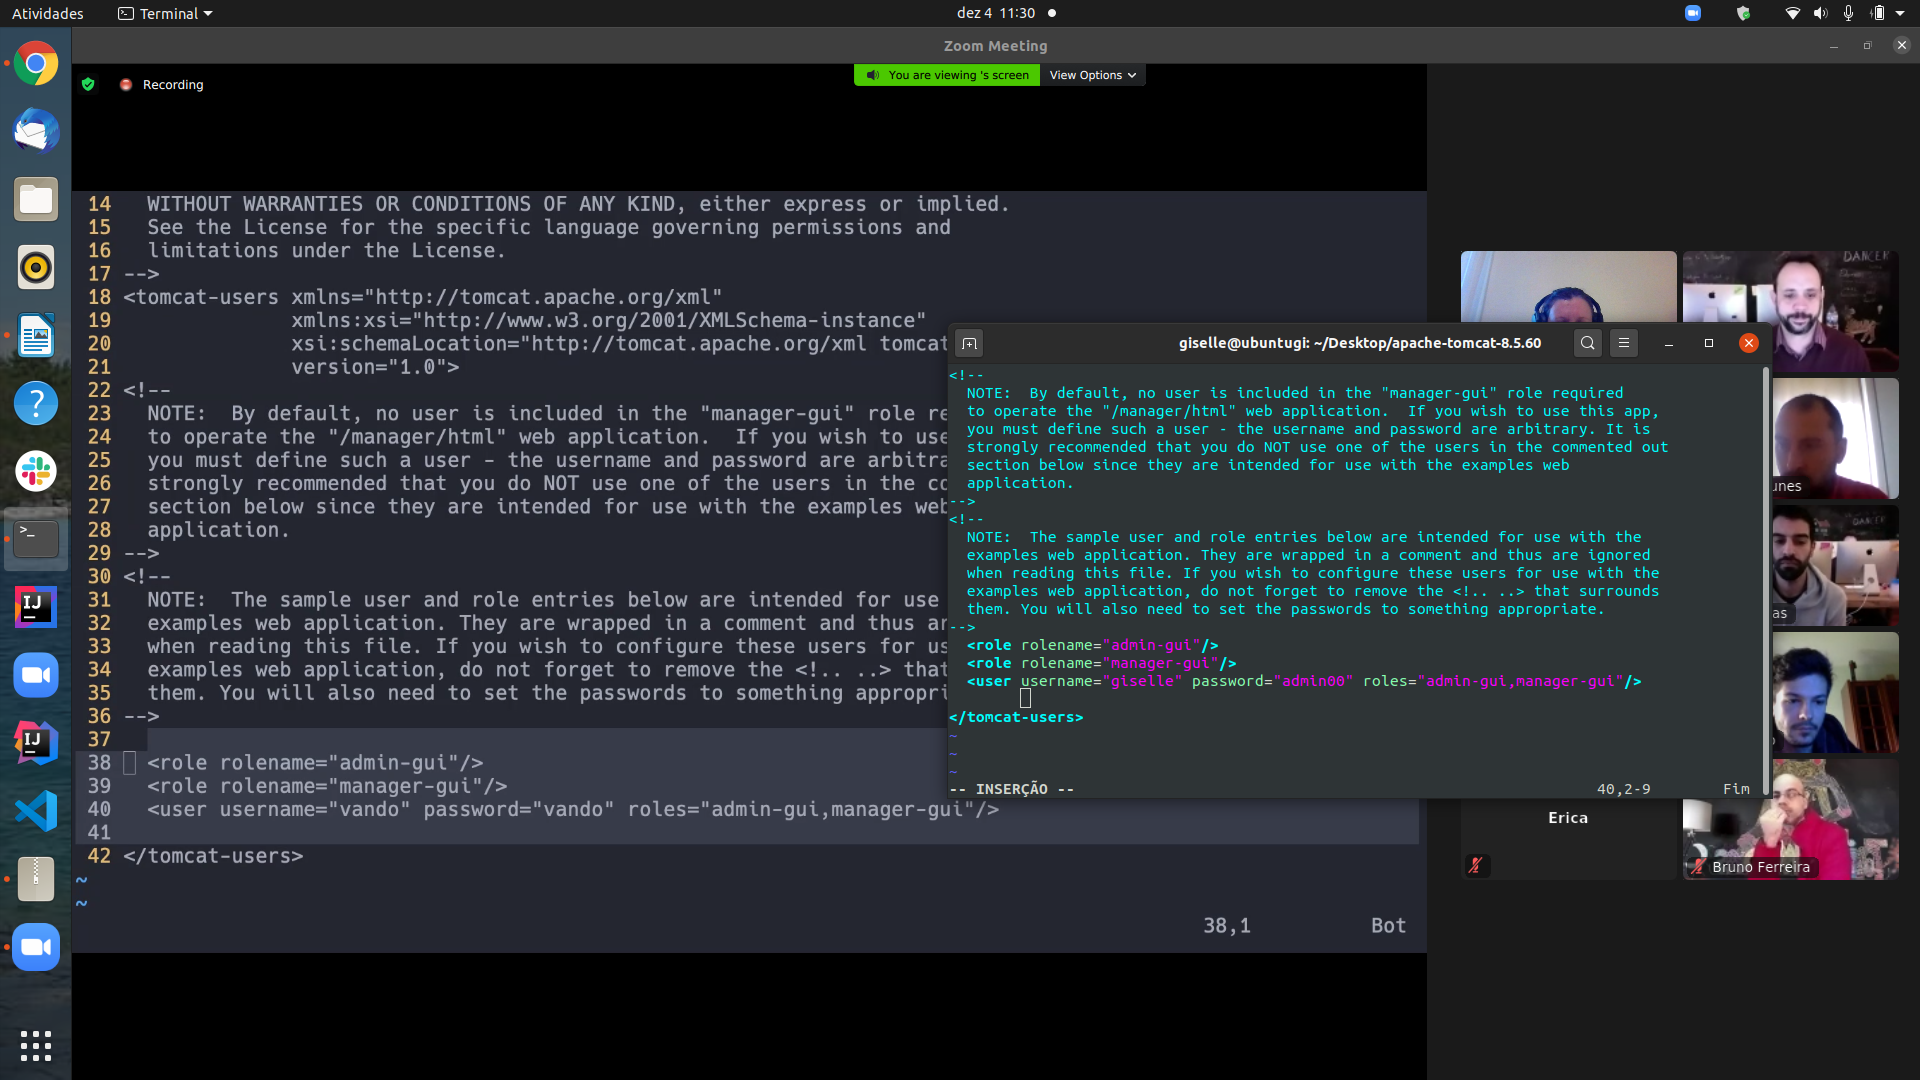 Atividades
Terminal
dez 4 11:30
Zoom Meeting
Recording
You are viewing 's screen
View Options
14 WITHOUT WARRANTIES OR CONDITIONS OF ANY KIND, either express or implied.
15 See the License for the specific language governing permissions and
16 limitations under the License.
17 -->
18 <tomcat-users xmlns="http://tomcat.apache.org/xml"
19 xmlns:xsi="http://www.w3.org/2001/XMLSchema-instance"
20 xsi:schemaLocation="http://tomcat.apache.org/xml tomcat
21 version="1.0">
22 <!--
23 NOTE:  By default, no user is included in the "manager-gui" role re
24 to operate the "/manager/html" web application.  If you wish to use
25 you must define such a user - the username and password are arbitra
26 strongly recommended that you do NOT use one of the users in the co
27 section below since they are intended for use with the examples web
28 application.
29 -->
30 <!--
31 NOTE:  The sample user and role entries below are intended for use
32 examples web application. They are wrapped in a comment and thus ar
33 when reading this file. If you wish to configure these users for us
34 examples web application, do not forget to remove the <!.. ..> that
35 them. You will also need to set the passwords to something appropri
36 -->
37
38 <role rolename="admin-gui"/>
39 <role rolename="manager-gui"/>
40 <user username="vando" password="vando" roles="admin-gui,manager-gui"/>
41
42 </tomcat-users>
~
~
38,1 Bot
giselle@ubuntugi: ~/Desktop/apache-tomcat-8.5.60
<!--
NOTE:  By default, no user is included in the "manager-gui" role required
to operate the "/manager/html" web application.  If you wish to use this app,
you must define such a user - the username and password are arbitrary. It is
strongly recommended that you do NOT use one of the users in the commented out
section below since they are intended for use with the examples web
application.
-->
<!--
NOTE:  The sample user and role entries below are intended for use with the
examples web application. They are wrapped in a comment and thus are ignored
when reading this file. If you wish to configure these users for use with the
examples web application, do not forget to remove the <!.. ..> that surrounds
them. You will also need to set the passwords to something appropriate.
-->
<role rolename="admin-gui"/>
<role rolename="manager-gui"/>
<user username="giselle" password="admin00" roles="admin-gui,manager-gui"/>
</tomcat-users>
~
~
~
-- INSERÇÃO -- 40,2-9 Fim
DANCER
unes
as
Erica
Bruno Ferreira
IJ
IJ